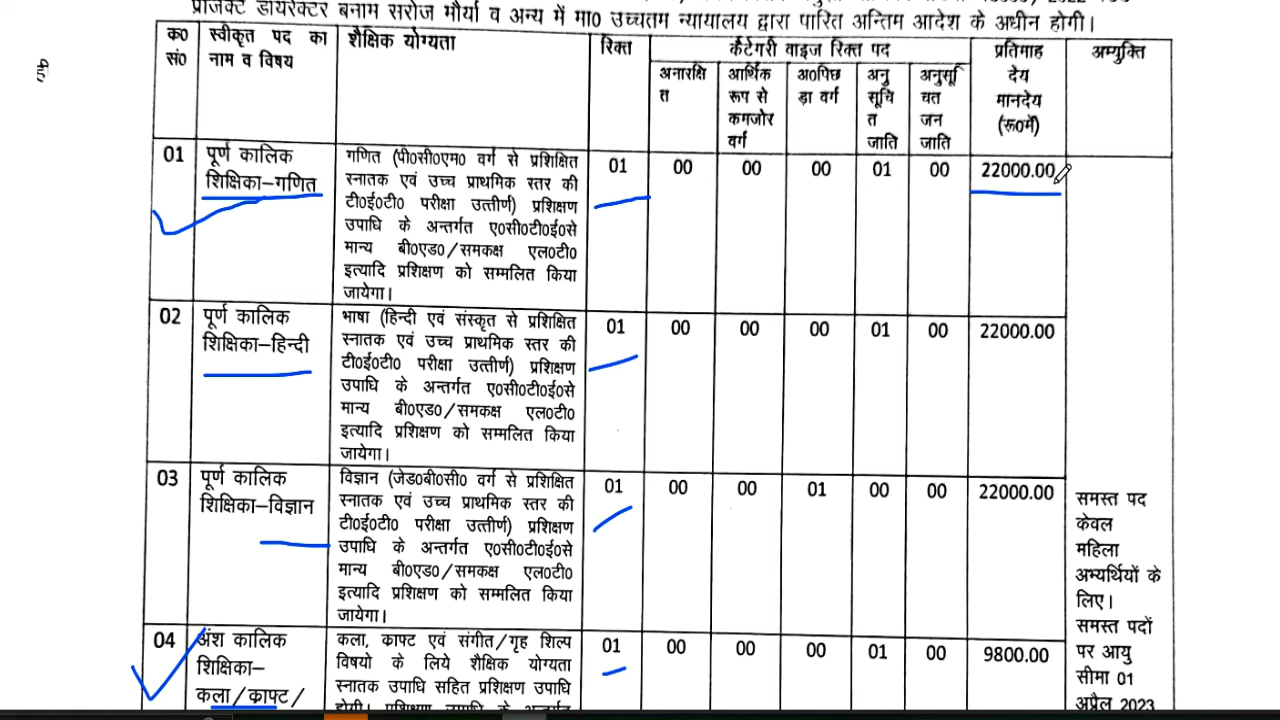 प्राजेक्ट डायरेक्टर बनाम सरोज मौर्या व अन्य में मा0 उच्चतम न्यायालय द्वारा पारित अन्तिम आदेश के अधीन होगी।
क0 सं0
स्वीकृत पद का नाम व विषय
शैक्षिक योग्यता
रिक्त
कैटेगरी वाइज रिक्त पद
प्रतिमाह देय मानदेय (रू0में)
अभ्युक्ति
अनारक्षित
आर्थिक रूप से कमजोर वर्ग
अ0पिछड़ा वर्ग
अनुसूचित जाति
अनुसूचित जन जाति
01
पूर्ण कालिक
शिक्षिका–गणित
गणित (पी0सी0एम0 वर्ग से प्रशिक्षित
स्नातक एवं उच्च प्राथमिक स्तर की
टी0ई0टी0 परीक्षा उत्तीर्ण) प्रशिक्षण
उपाधि के अन्तर्गत ए0सी0टी0ई0से
मान्य बी0एड0/समकक्ष एल0टी0
इत्यादि प्रशिक्षण को सम्मलित किया
जायेगा।
01 00 00 00 01 00 22000.00
02
पूर्ण कालिक
शिक्षिका–हिन्दी
भाषा (हिन्दी एवं संस्कृत से प्रशिक्षित
स्नातक एवं उच्च प्राथमिक स्तर की
टी0ई0टी0 परीक्षा उत्तीर्ण) प्रशिक्षण
उपाधि के अन्तर्गत ए0सी0टी0ई0से
मान्य बी0एड0/समकक्ष एल0टी0
इत्यादि प्रशिक्षण को सम्मलित किया
जायेगा।
01 00 00 00 01 00 22000.00
03
पूर्ण कालिक
शिक्षिका–विज्ञान
विज्ञान (जेड0बी0सी0 वर्ग से प्रशिक्षित
स्नातक एवं उच्च प्राथमिक स्तर की
टी0ई0टी0 परीक्षा उत्तीर्ण) प्रशिक्षण
उपाधि के अन्तर्गत ए0सी0टी0ई0से
मान्य बी0एड0/समकक्ष एल0टी0
इत्यादि प्रशिक्षण को सम्मलित किया
जायेगा।
01 00 00 01 00 00 22000.00
04
अंश कालिक
शिक्षिका–
कला/क्राफ्ट/
कला, काफ्ट एवं संगीत/गृह शिल्प
विषयो के लिये शैक्षिक योग्यता
स्नातक उपाधि सहित प्रशिक्षण उपाधि
होगी। प्रशिक्षण उपाधि के अन्तर्गत
01 00 00 00 01 00 9800.00
समस्त पद
केवल
महिला
अभ्यर्थियों के
लिए।
समस्त पदों
पर आयु
सीमा 01
अप्रैल 2023